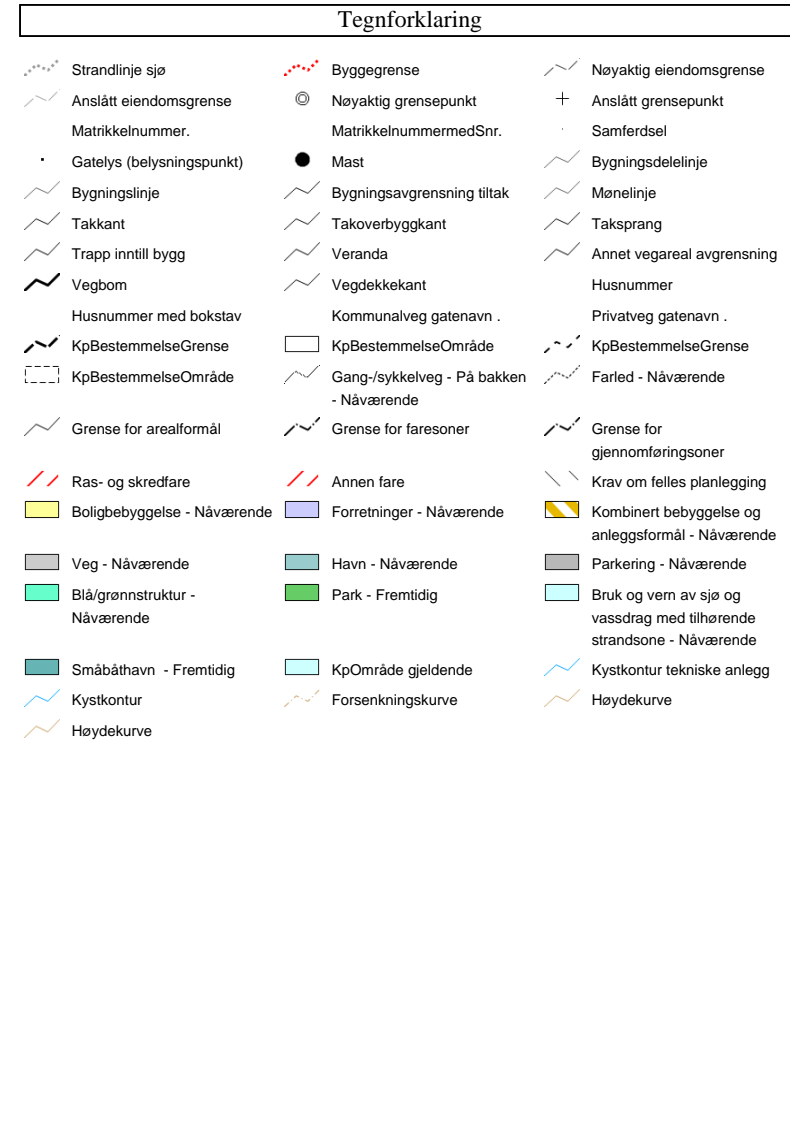 Tegnforklaring
Strandlinje sjø
Byggegrense
Nøyaktig eiendomsgrense
Anslått eiendomsgrense
Nøyaktig grensepunkt
Anslått grensepunkt
Matrikkelnummer.
MatrikkelnummermedSnr.
Samferdsel
Gatelys (belysningspunkt)
Mast
Bygningsdelelinje
Bygningslinje
Bygningsavgrensning tiltak
Mønelinje
Takkant
Takoverbyggkant
Taksprang
Trapp inntill bygg
Veranda
Annet vegareal avgrensning
Vegbom
Vegdekkekant
Husnummer
Husnummer med bokstav
Kommunalveg gatenavn .
Privatveg gatenavn .
KpBestemmelseGrense
KpBestemmelseOmråde
KpBestemmelseGrense
KpBestemmelseOmråde
Gang-/sykkelveg - På bakken
- Nåværende
Farled - Nåværende
Grense for arealformål
Grense for faresoner
Grense for
gjennomføringsoner
Ras- og skredfare
Annen fare
Krav om felles planlegging
Boligbebyggelse - Nåværende
Forretninger - Nåværende
Kombinert bebyggelse og
anleggsformål - Nåværende
Veg - Nåværende
Havn - Nåværende
Parkering - Nåværende
Blå/grønnstruktur -
Nåværende
Park - Fremtidig
Bruk og vern av sjø og
vassdrag med tilhørende
strandsone - Nåværende
Småbåthavn - Fremtidig
KpOmråde gjeldende
Kystkontur tekniske anlegg
Kystkontur
Forsenkningskurve
Høydekurve
Høydekurve